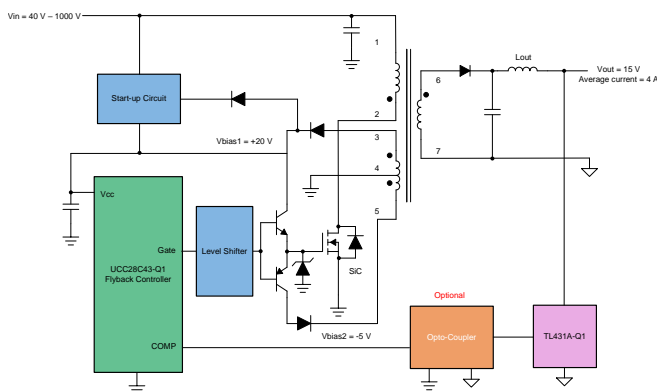 Vin = 40 V – 1000 V
1
Lout
Vout = 15 V
Average current = 4 A
6
Start-up Circuit
2
3
Vbias1 = +20 V
4
7
Vcc
5
Gate
Level Shifter
UCC28C43-Q1
Flyback Controller
SiC
Optional
Vbias2 = -5 V
COMP
Opto-Coupler
TL431A-Q1